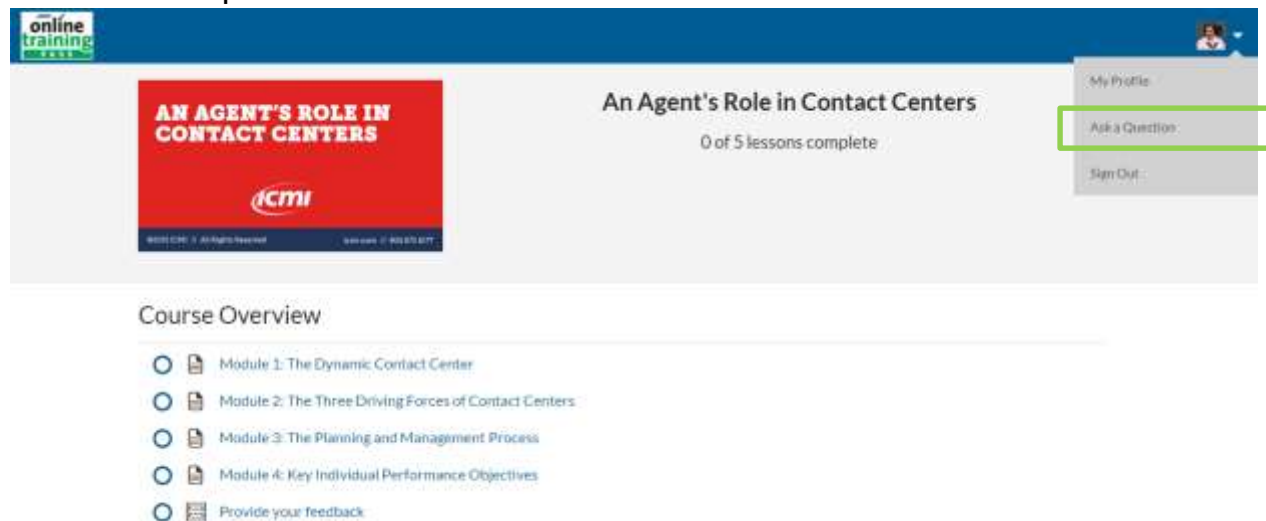 online
training
My Profile
AN AGENT'S ROLE IN
CONTACT CENTERS
An Agent's Role in Contact Centers
Ask a Question
0 of 5 lessons complete
Sign Out
icmi
All Rights Reserved
Course Overview
Module 1: The Dynamic Contact Center
Module 2: The Three Driving Forces of Contact Centers
Module 3: The Planning and Management Process
Module 4: Key Individual Performance Objectives
Provide your feedback